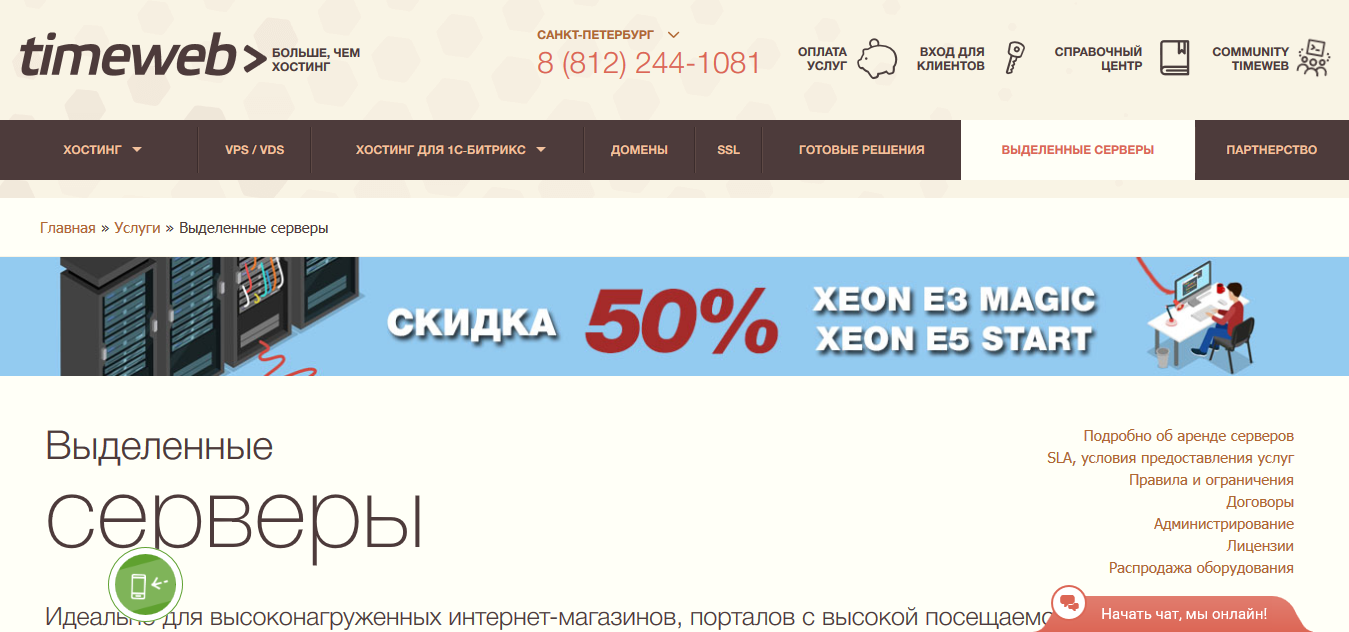 timeweb>
БОЛЬШЕ, ЧЕМ
ХОСТИНГ
САНКТ-ПЕТЕРБУРГ
8 (812) 244-1081
ОПЛАТА
УСЛУГ
ВХОД ДЛЯ
КЛИЕНТОВ
СПРАВОЧНЫЙ
ЦЕНТР
COMMUNITY
TIMEWEB
ХОСТИНГ
VPS / VDS
ХОСТИНГ ДЛЯ 1С-БИТРИКС
ДОМЕНЫ
SSL
ГОТОВЫЕ РЕШЕНИЯ
ВЫДЕЛЕННЫЕ СЕРВЕРЫ
ПАРТНЕРСТВО
Главная » Услуги » Выделенные серверы
СКИДКА
50%
XEON E3 MAGIC
XEON E5 START
Выделенные
серверы
Подробно об аренде серверов
SLA, условия предоставления услуг
Правила и ограничения
Договоры
Администрирование
Лицензии
Распродажа оборудования
Идеально для высоконагруженных интернет-магазинов, порталов с высокой посещаемо
Начать чат, мы онлайн!